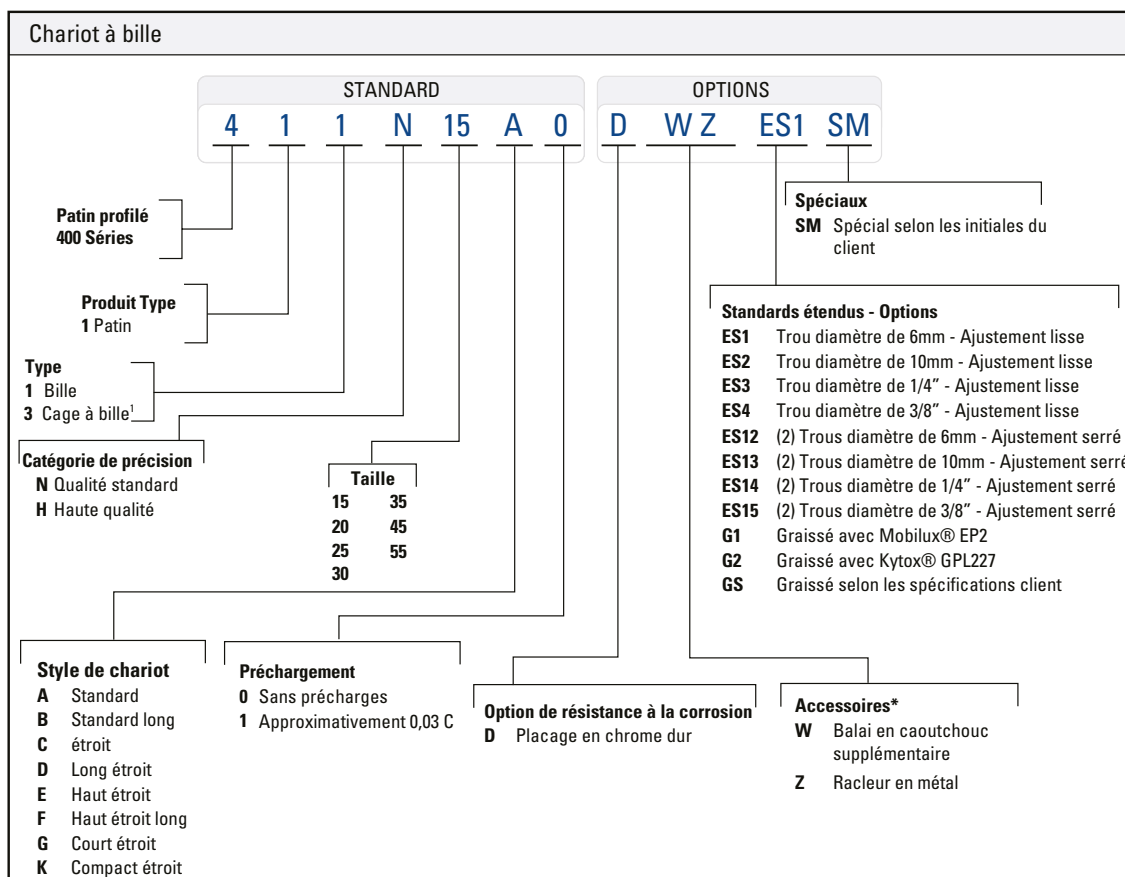 Chariot à bille
STANDARD
OPTIONS
4 1 1 N 15 A 0 D W Z ES1 SM
Patin profilé
400 Séries
Produit Type
1 Patin
Type
1 Bille
3 Cage à bille¹
Catégorie de précision
N Qualité standard
H Haute qualité
Taille
15 35
20 45
25 55
30
Style de chariot
A Standard
B Standard long
C étroit
D Long étroit
E Haut étroit
F Haut étroit long
G Court étroit
K Compact étroit
Préchargement
0 Sans précharges
1 Approximativement 0,03 C
Option de résistance à la corrosion
D Placage en chrome dur
Accessoires*
W Balai en caoutchouc
supplémentaire
Z Racleur en métal
Standards étendus - Options
ES1 Trou diamètre de 6mm - Ajustement lisse
ES2 Trou diamètre de 10mm - Ajustement lisse
ES3 Trou diamètre de 1/4” - Ajustement lisse
ES4 Trou diamètre de 3/8” - Ajustement lisse
ES12 (2) Trous diamètre de 6mm - Ajustement serré
ES13 (2) Trous diamètre de 10mm - Ajustement serré
ES14 (2) Trous diamètre de 1/4” - Ajustement serré
ES15 (2) Trous diamètre de 3/8” - Ajustement serré
G1 Graissé avec Mobilux® EP2
G2 Graissé avec Kytox® GPL227
GS Graissé selon les spécifications client
Spéciaux
SM Spécial selon les initiales du
client